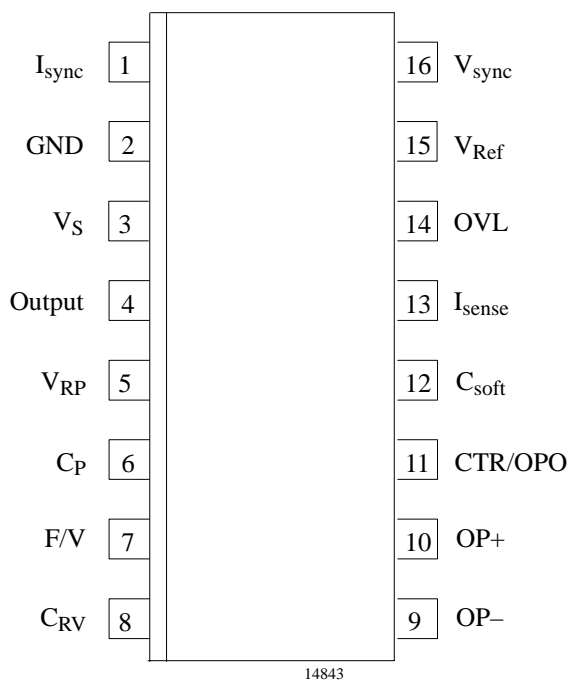 I_sync 1 16 V_sync
GND 2 15 V_Ref
V_S 3 14 OVL
Output 4 13 I_sense
V_RP 5 12 C_soft
C_P 6 11 CTR/OPO
F/V 7 10 OP+
C_RV 8 9 OP–
14843